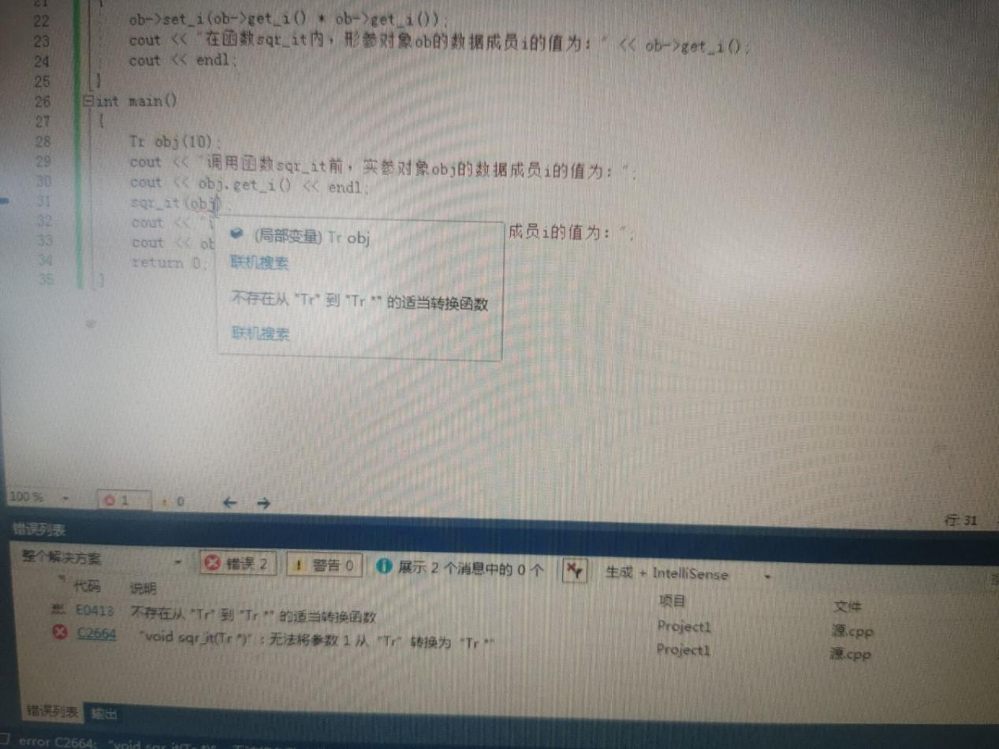 21 {
22 ob->set_i(ob->get_i() * ob->get_i());
23 cout << "在函数sqr_it内，形参对象ob的数据成员i的值为：" << ob->get_i();
24 cout << endl;
25 }
26 int main()
27 {
28 Tr obj(10);
29 cout << "调用函数sqr_it前，实参对象obj的数据成员i的值为：";
30 cout << obj.get_i() << endl;
31 sqr_it(obj);
32 cout << " 成员i的值为：";
33 cout << ob
34 return 0;
35 }
(局部变量) Tr obj
联机搜索
不存在从 "Tr" 到 "Tr *" 的适当转换函数
联机搜索
100 % 1 0 行: 31
错误列表
整个解决方案 错误 2 警告 0 展示 2 个消息中的 0 个 生成 + IntelliSense
代码 说明 项目 文件
E0413 不存在从 "Tr" 到 "Tr *" 的适当转换函数 Project1 源.cpp
C2664 "void sqr_it(Tr *)" : 无法将参数 1 从 "Tr" 转换为 "Tr *" Project1 源.cpp
错误列表 输出
error C2664: "void sqr_it(Tr *)"